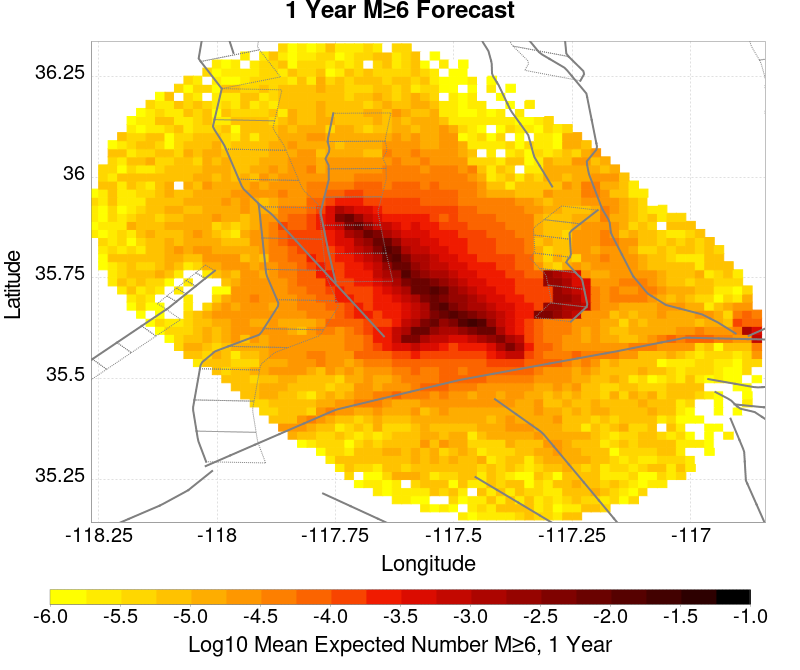 1 Year M≥6 Forecast
36.25
36
35.75
35.5
35.25
Latitude
-118.25 -118 -117.75 -117.5 -117.25 -117
Longitude
-6.0 -5.5 -5.0 -4.5 -4.0 -3.5 -3.0 -2.5 -2.0 -1.5 -1.0
Log10 Mean Expected Number M≥6, 1 Year